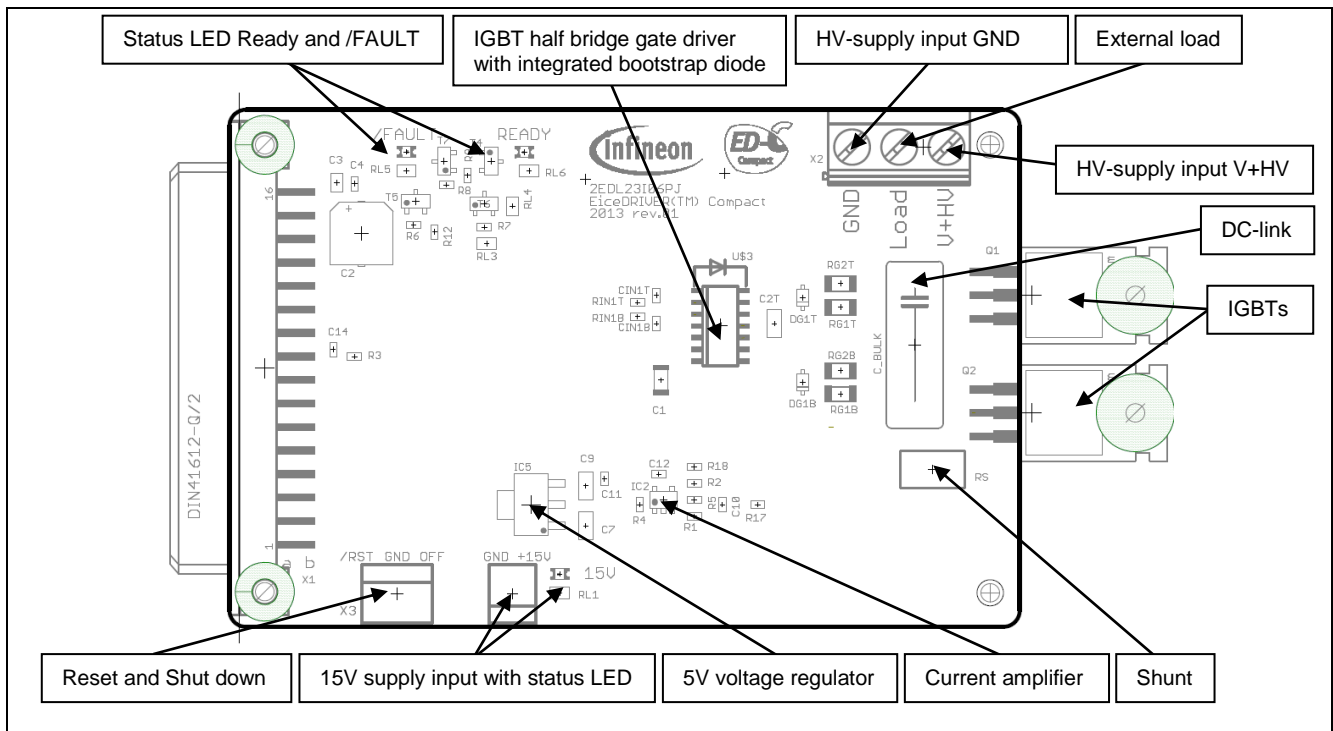 Status LED Ready and /FAULT
IGBT half bridge gate driver
with integrated bootstrap diode
HV-supply input GND
External load
HV-supply input V+HV
DC-link
IGBTs
/FAULT
T7
T4
READY
Infineon
ED-C
Compact
X2
C3
C4
RL5
R8
RL6
16
T5
T6
RL4
2EDL23I06PJ
EiceDRIVER(TM) Compact
2013 rev.01
GND
Load
V+HV
R6
R12
R7
RL3
C2
U$3
Q1
RG2T
CIN1T
RIN1T
RIN1B
CIN1B
C2T
DG1T
RG1T
C14
R3
RG2B
C_BULK
Q2
C1
DG1B
RG1B
DIN41612-Q/2
IC5
C9
C11
C7
C12
IC2
R4
R18
R2
R5
C10
R1
R17
RS
1
a b
X1
/RST GND OFF
GND +15V
15V
X3
RL1
Reset and Shut down
15V supply input with status LED
5V voltage regulator
Current amplifier
Shunt